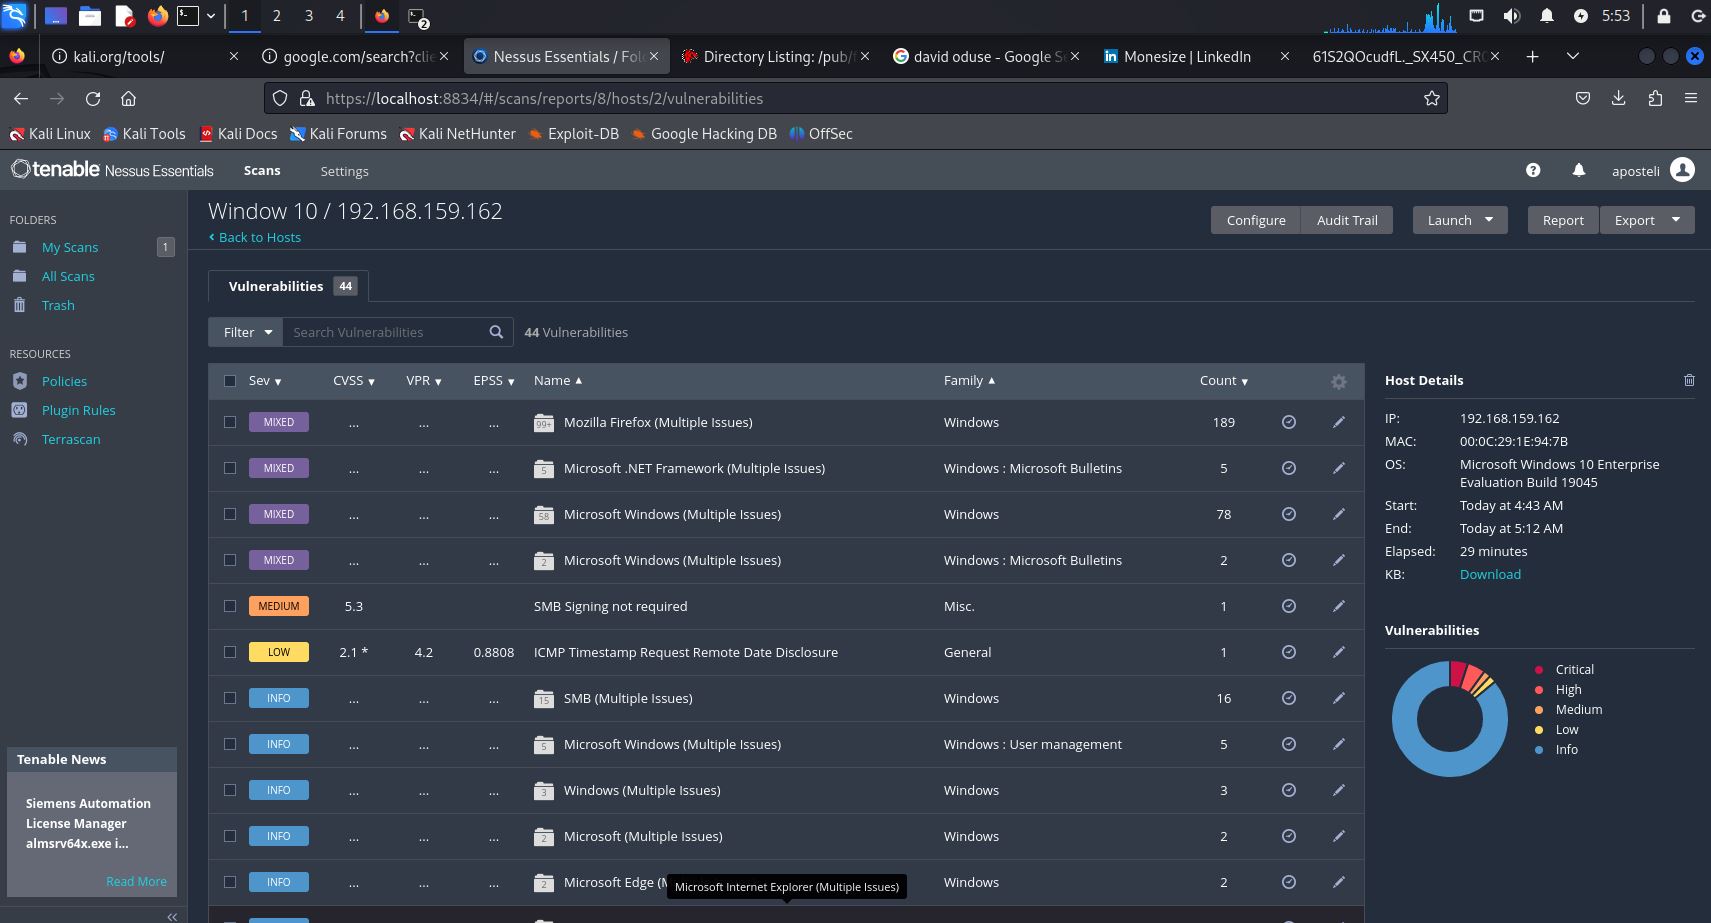 1 2 3 4 2 5:53
kali.org/tools/ google.com/search?clie Nessus Essentials / Fol Directory Listing: /pub/f david oduse - Google Se Monesize | LinkedIn 61S2QOcudfL._SX450_CR0
https://localhost:8834/#/scans/reports/8/hosts/2/vulnerabilities
Kali Linux Kali Tools Kali Docs Kali Forums Kali NetHunter Exploit-DB Google Hacking DB OffSec
tenable Nessus Essentials Scans Settings aposteli
FOLDERS
My Scans 1
All Scans
Trash
RESOURCES
Policies
Plugin Rules
Terrascan
Tenable News
Siemens Automation
License Manager
almsrv64x.exe i...
Read More
Window 10 / 192.168.159.162
Back to Hosts
Configure Audit Trail Launch Report Export
Vulnerabilities 44
Filter Search Vulnerabilities 44 Vulnerabilities
Sev CVSS VPR EPSS Name Family Count
MIXED ... ... ... 99+ Mozilla Firefox (Multiple Issues) Windows 189
MIXED ... ... ... 5 Microsoft .NET Framework (Multiple Issues) Windows : Microsoft Bulletins 5
MIXED ... ... ... 58 Microsoft Windows (Multiple Issues) Windows 78
MIXED ... ... ... 2 Microsoft Windows (Multiple Issues) Windows : Microsoft Bulletins 2
MEDIUM 5.3 SMB Signing not required Misc. 1
LOW 2.1 * 4.2 0.8808 ICMP Timestamp Request Remote Date Disclosure General 1
INFO ... ... ... 15 SMB (Multiple Issues) Windows 16
INFO ... ... ... 5 Microsoft Windows (Multiple Issues) Windows : User management 5
INFO ... ... ... 3 Windows (Multiple Issues) Windows 3
INFO ... ... ... 2 Microsoft (Multiple Issues) Windows 2
INFO ... ... ... 2 Microsoft Edge (M Windows 2
Microsoft Internet Explorer (Multiple Issues)
Host Details
IP: 192.168.159.162
MAC: 00:0C:29:1E:94:7B
OS: Microsoft Windows 10 Enterprise
Evaluation Build 19045
Start: Today at 4:43 AM
End: Today at 5:12 AM
Elapsed: 29 minutes
KB: Download
Vulnerabilities
Critical
High
Medium
Low
Info